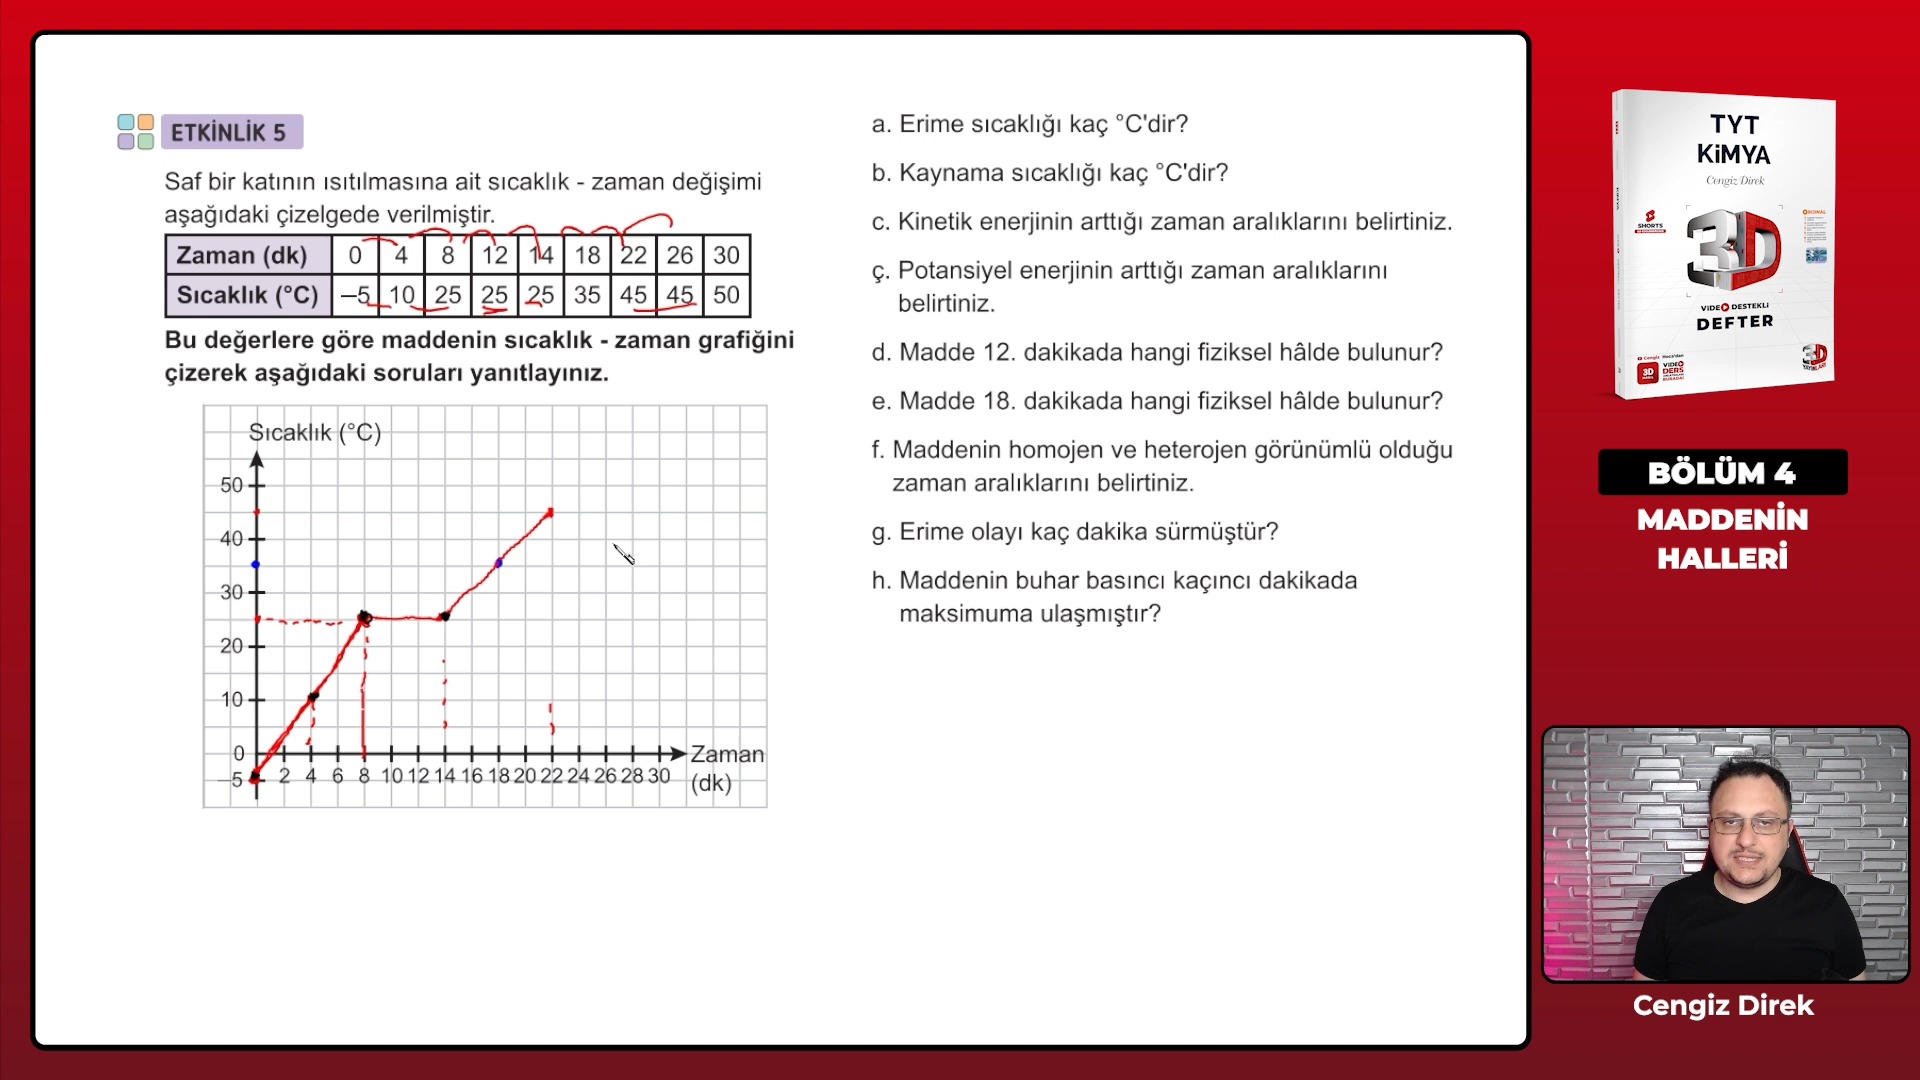 ETKİNLİK 5
Saf bir katının ısıtılmasına ait sıcaklık - zaman değişimi
aşağıdaki çizelgede verilmiştir.
Zaman (dk) 0 4 8 12 14 18 22 26 30
Sıcaklık (°C) –5 10 25 25 25 35 45 45 50
Bu değerlere göre maddenin sıcaklık - zaman grafiğini
çizerek aşağıdaki soruları yanıtlayınız.
Sıcaklık (°C)
50
40
30
20
10
0
–5
2 4 6 8 10 12 14 16 18 20 22 24 26 28 30
Zaman
(dk)
a. Erime sıcaklığı kaç °C'dir?
b. Kaynama sıcaklığı kaç °C'dir?
c. Kinetik enerjinin arttığı zaman aralıklarını belirtiniz.
ç. Potansiyel enerjinin arttığı zaman aralıklarını
belirtiniz.
d. Madde 12. dakikada hangi fiziksel hâlde bulunur?
e. Madde 18. dakikada hangi fiziksel hâlde bulunur?
f. Maddenin homojen ve heterojen görünümlü olduğu
zaman aralıklarını belirtiniz.
g. Erime olayı kaç dakika sürmüştür?
h. Maddenin buhar basıncı kaçıncı dakikada
maksimuma ulaşmıştır?
TYT
KİMYA
Cengiz Direk
SHORTS
3D
VİDEO DESTEKLİ
DEFTER
3D
VİDEO
DERS
3D
YAYINLARI
BÖLÜM 4
MADDENİN
HALLERİ
Cengiz Direk